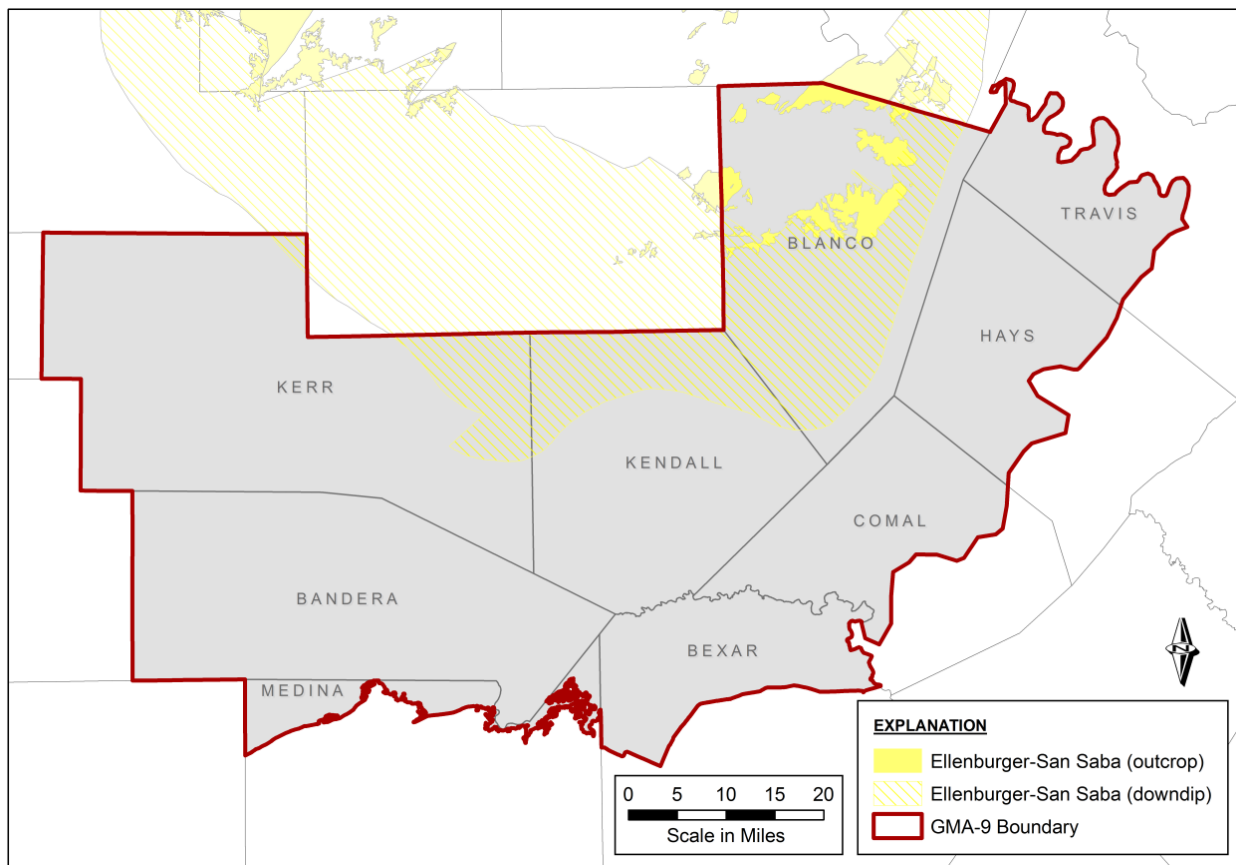 TRAVIS
BLANCO
HAYS
KERR
KENDALL
COMAL
BANDERA
BEXAR
MEDINA
N
EXPLANATION
Ellenburger-San Saba (outcrop)
Ellenburger-San Saba (downdip)
GMA-9 Boundary
0 5 10 15 20
Scale in Miles